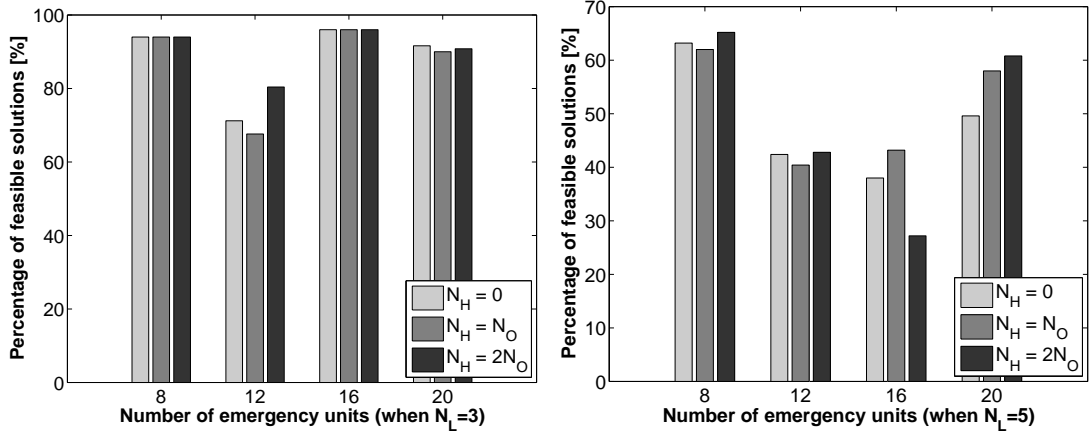 Percentage of feasible solutions [%]
100
80
60
40
20
0
N_H = 0
N_H = N_O
N_H = 2N_O
8
12
16
20
Number of emergency units (when N_L=3)
Percentage of feasible solutions [%]
70
60
50
40
30
20
10
0
N_H = 0
N_H = N_O
N_H = 2N_O
8
12
16
20
Number of emergency units (when N_L=5)